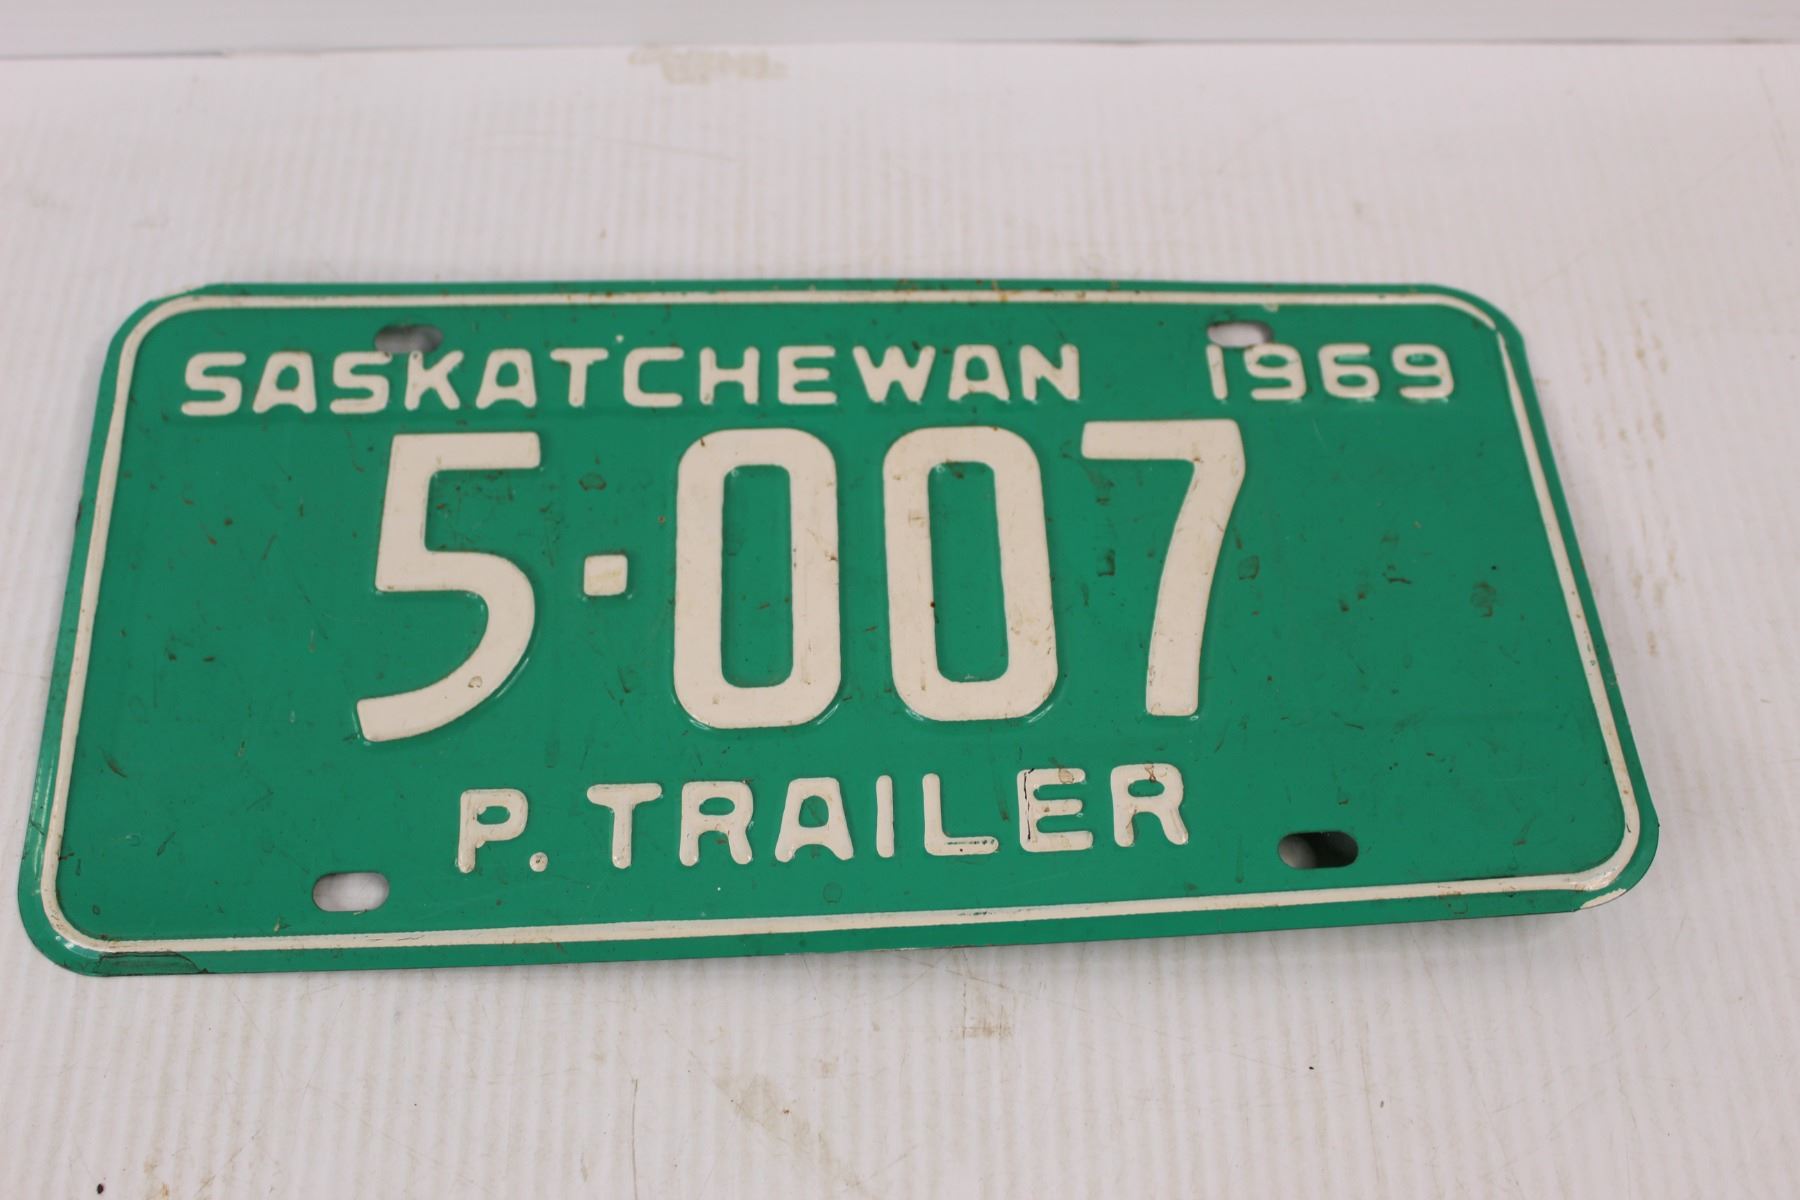 SASKATCHEWAN 1969
5·007
P. TRAILER